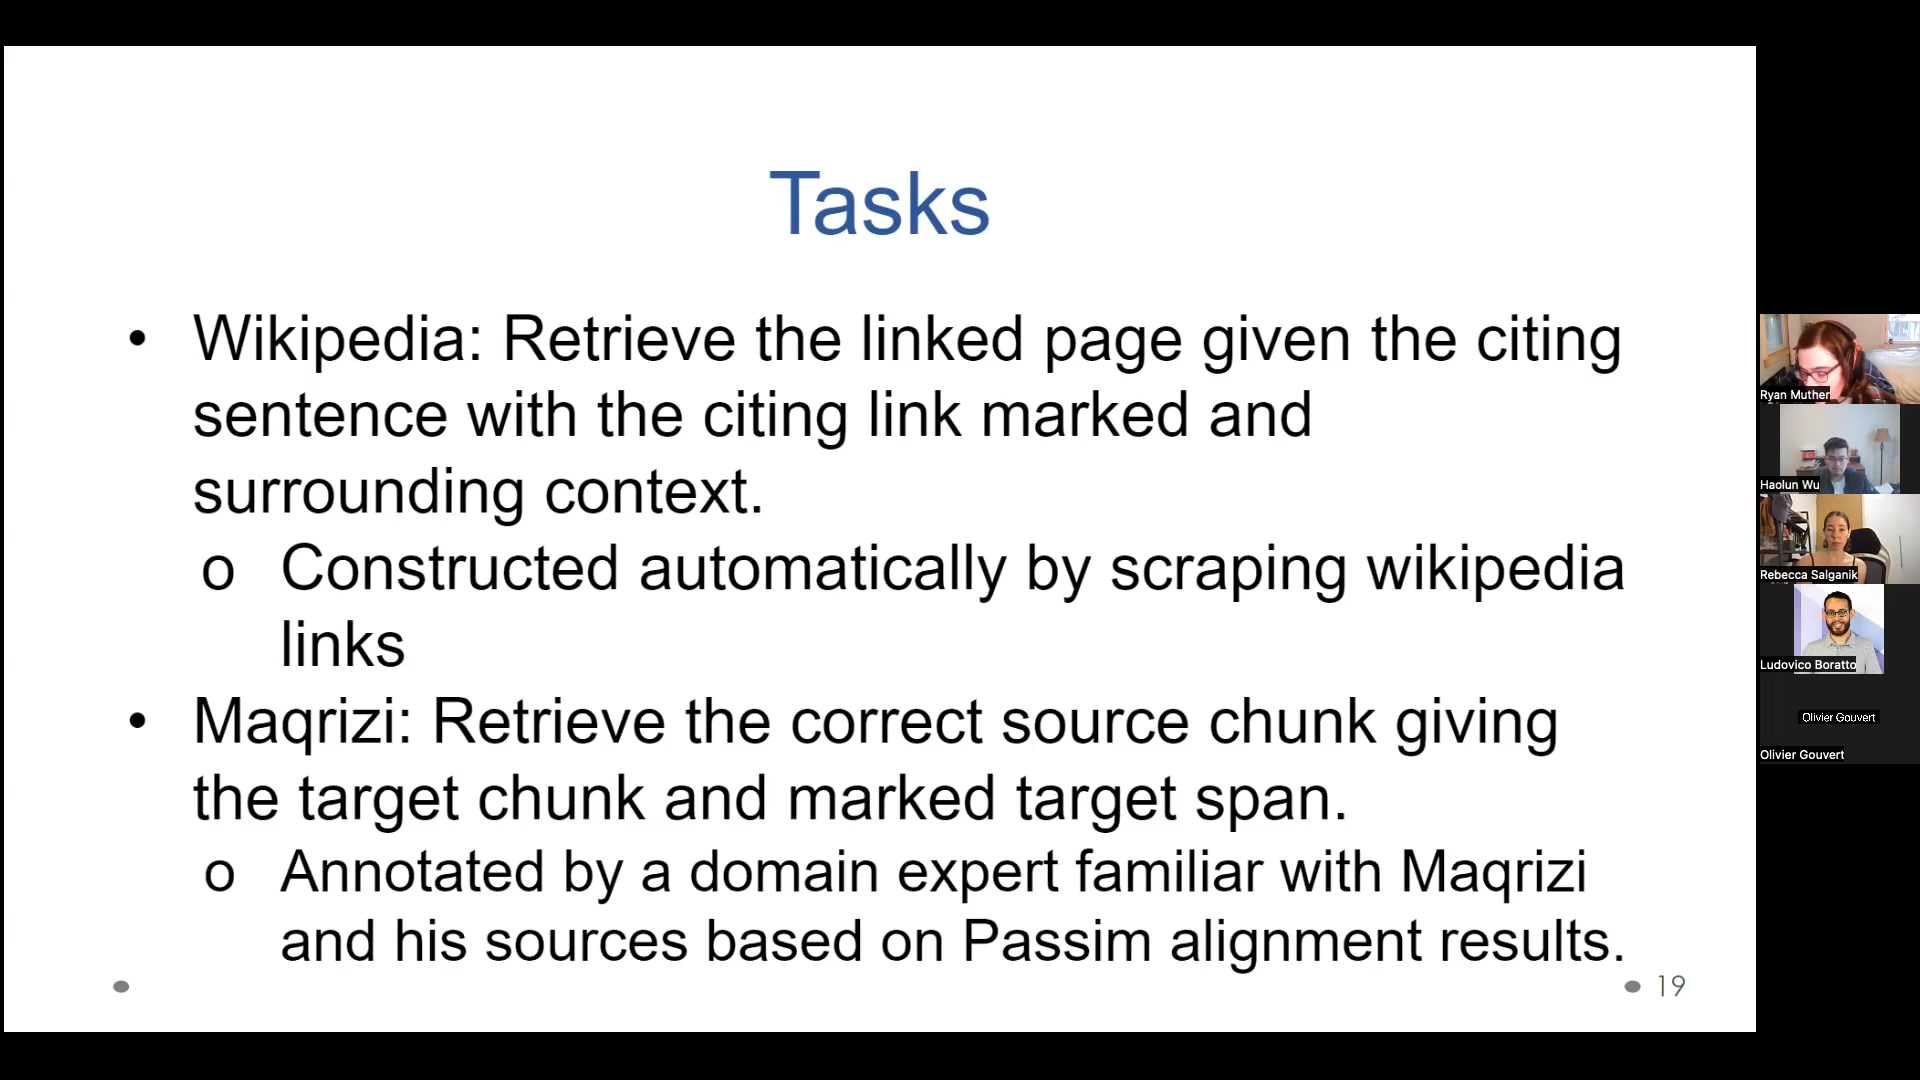 Tasks
• Wikipedia: Retrieve the linked page given the citing
sentence with the citing link marked and
surrounding context.
o Constructed automatically by scraping wikipedia
links
• Maqrizi: Retrieve the correct source chunk giving
the target chunk and marked target span.
o Annotated by a domain expert familiar with Maqrizi
and his sources based on Passim alignment results.
19
Ryan Muther
Haolun Wu
Rebecca Salganik
Ludovico Boratto
Olivier Gouvert
Olivier Gouvert